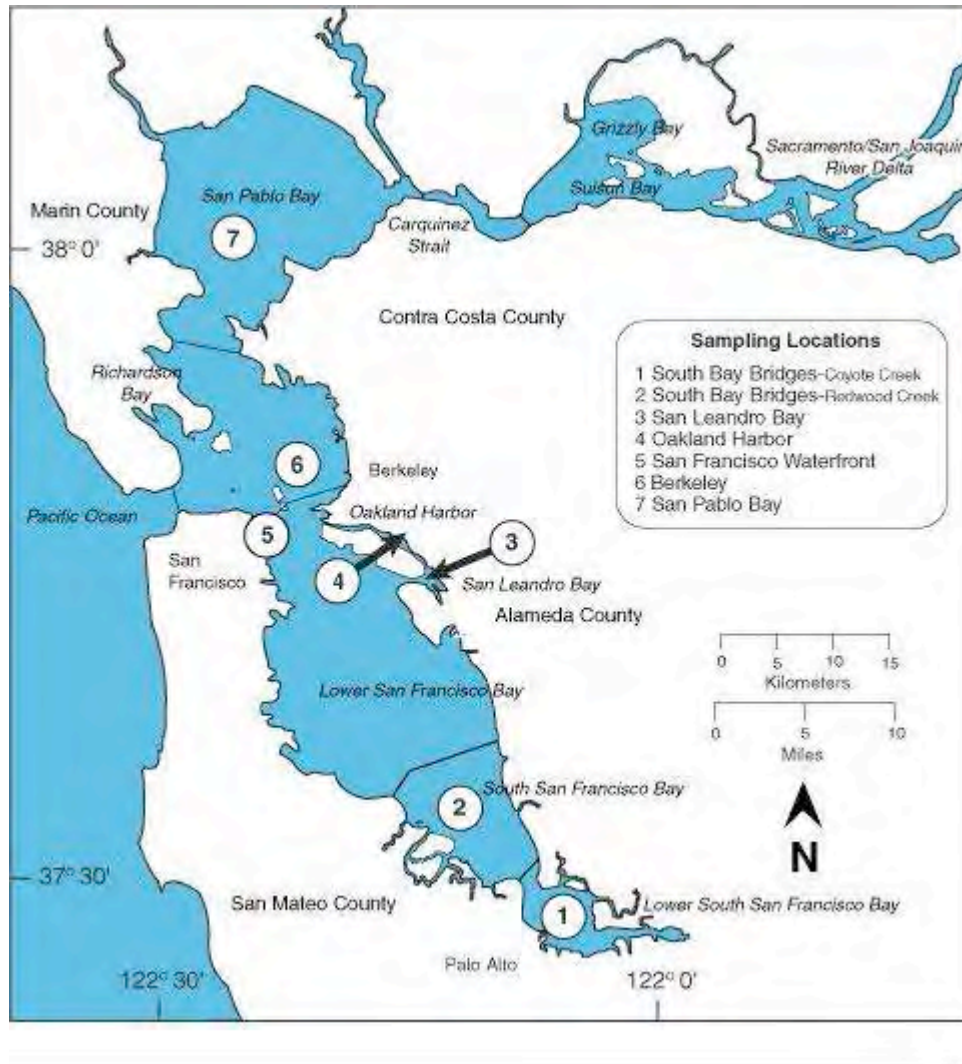 Grizzly Bay
Sacramento/San Joaquin
River Delta
San Pablo Bay
Suison Bay
Marin County
7
Carquinez
Strait
38° 0'
Contra Costa County
Sampling Locations
1 South Bay Bridges-Coyote Creek
2 South Bay Bridges-Redwood Creek
3 San Leandro Bay
4 Oakland Harbor
5 San Francisco Waterfront
6 Berkeley
7 San Pablo Bay
Richardson
Bay
6
Berkeley
Pacific Ocean
Oakland Harbor
5
3
San
Francisco
4
San Leandro Bay
Alameda County
0 5 10 15
Kilometers
Lower San Francisco Bay
0 5 10
Miles
South San Francisco Bay
2
N
37° 30'
San Mateo County
Lower South San Francisco Bay
1
Palo Alto
122° 30'
122° 0'